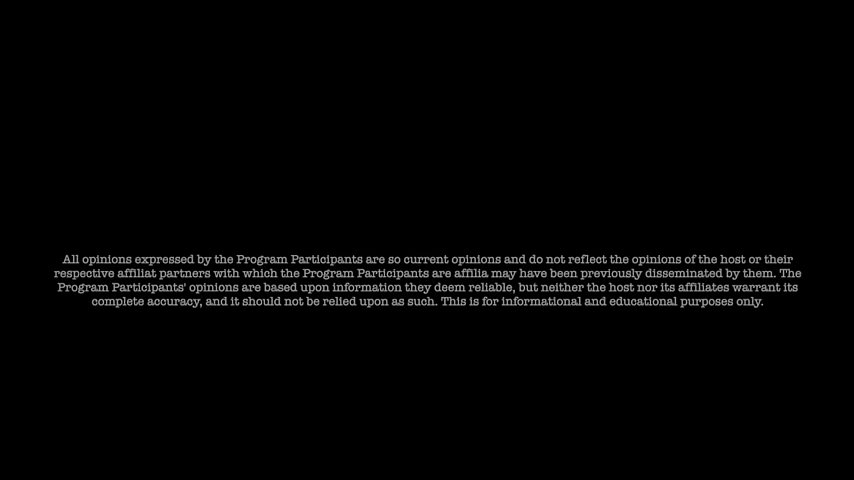 All opinions expressed by the Program Participants are so current opinions and do not reflect the opinions of the host or their
respective affiliat partners with which the Program Participants are affilia may have been previously disseminated by them. The
Program Participants' opinions are based upon information they deem reliable, but neither the host nor its affiliates warrant its
complete accuracy, and it should not be relied upon as such. This is for informational and educational purposes only.